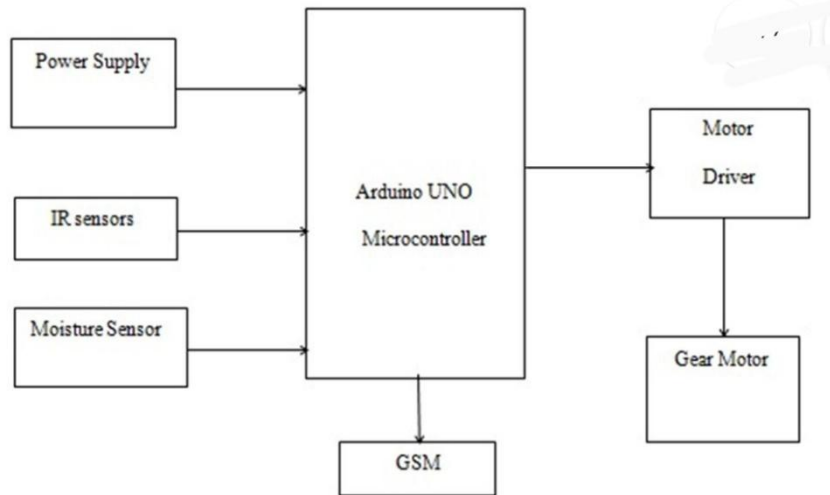 Power Supply
IR sensors
Moisture Sensor
Arduino UNO
Microcontroller
GSM
Motor
Driver
Gear Motor